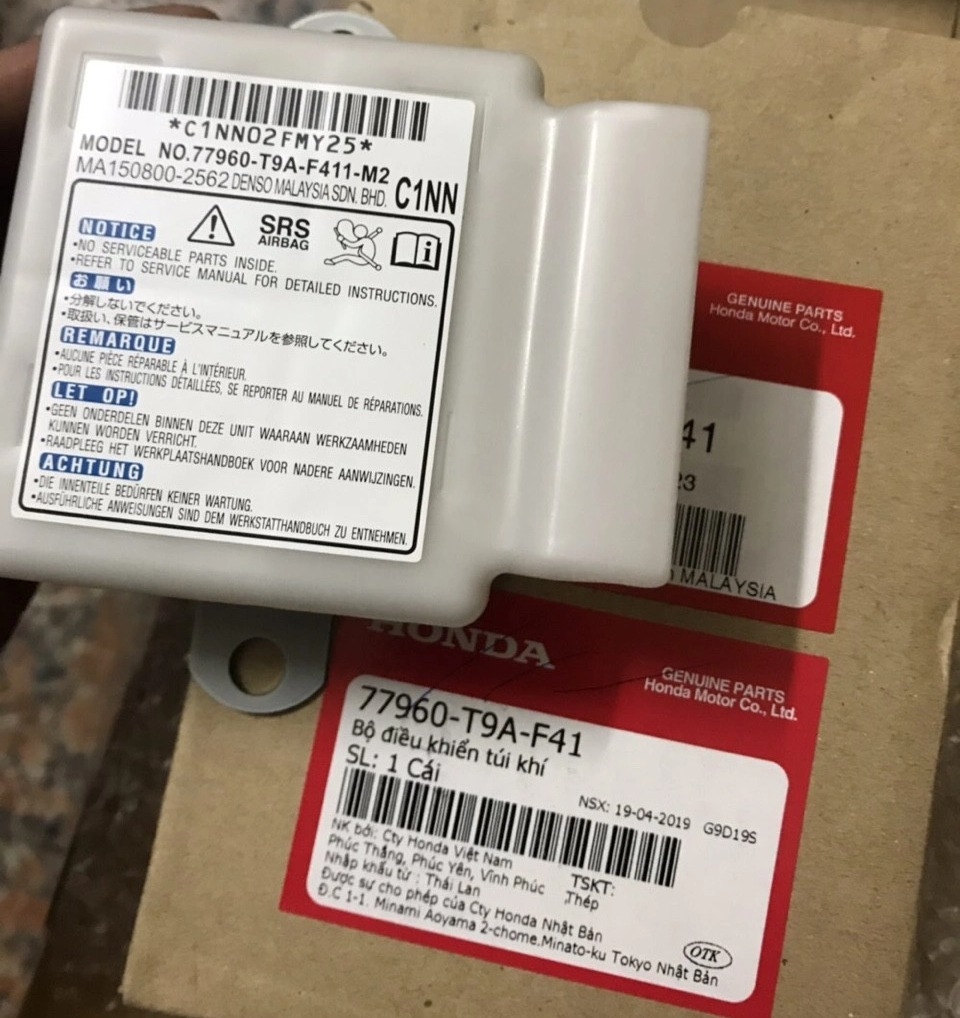 *C1NN02FMY25*
MODEL NO.77960-T9A-F411-M2
MA150800-2562 DENSO MALAYSIA SDN. BHD. C1NN
NOTICE
SRS
AIRBAG
•NO SERVICEABLE PARTS INSIDE.
•REFER TO SERVICE MANUAL FOR DETAILED INSTRUCTIONS.
お願い
•分解しないでください。
•取扱い、保管はサービスマニュアルを参照してください。
REMARQUE
•AUCUNE PIÈCE RÉPARABLE À L'INTÉRIEUR.
•POUR LES INSTRUCTIONS DÉTAILLÉES, SE REPORTER AU MANUEL DE RÉPARATIONS.
LET OP!
•GEEN ONDERDELEN BINNEN DEZE UNIT WAARAAN WERKZAAMHEDEN
KUNNEN WORDEN VERRICHT.
•RAADPLEEG HET WERKPLAATSHANDBOEK VOOR NADERE AANWIJZINGEN.
ACHTUNG
•DIE INNENTEILE BEDÜRFEN KEINER WARTUNG.
•AUSFÜHRLICHE ANWEISUNGEN SIND DEM WERKSTATTHANDBUCH ZU ENTNEHMEN.
GENUINE PARTS
Honda Motor Co., Ltd.
41
23
MALAYSIA
HONDA
GENUINE PARTS
Honda Motor Co., Ltd.
77960-T9A-F41
Bộ điều khiển túi khí
SL: 1 Cái
NSX: 19-04-2019 G9D19S
NK bởi: Cty Honda Việt Nam
Phúc Thắng, Phúc Yên, Vĩnh Phúc
TSKT:
Thép
Nhập khẩu từ : Thái Lan
Được sự cho phép của Cty Honda Nhật Bản
Đ.C 1-1. Minami Aoyama 2-chome.Minato-ku Tokyo Nhật Bản
OTK